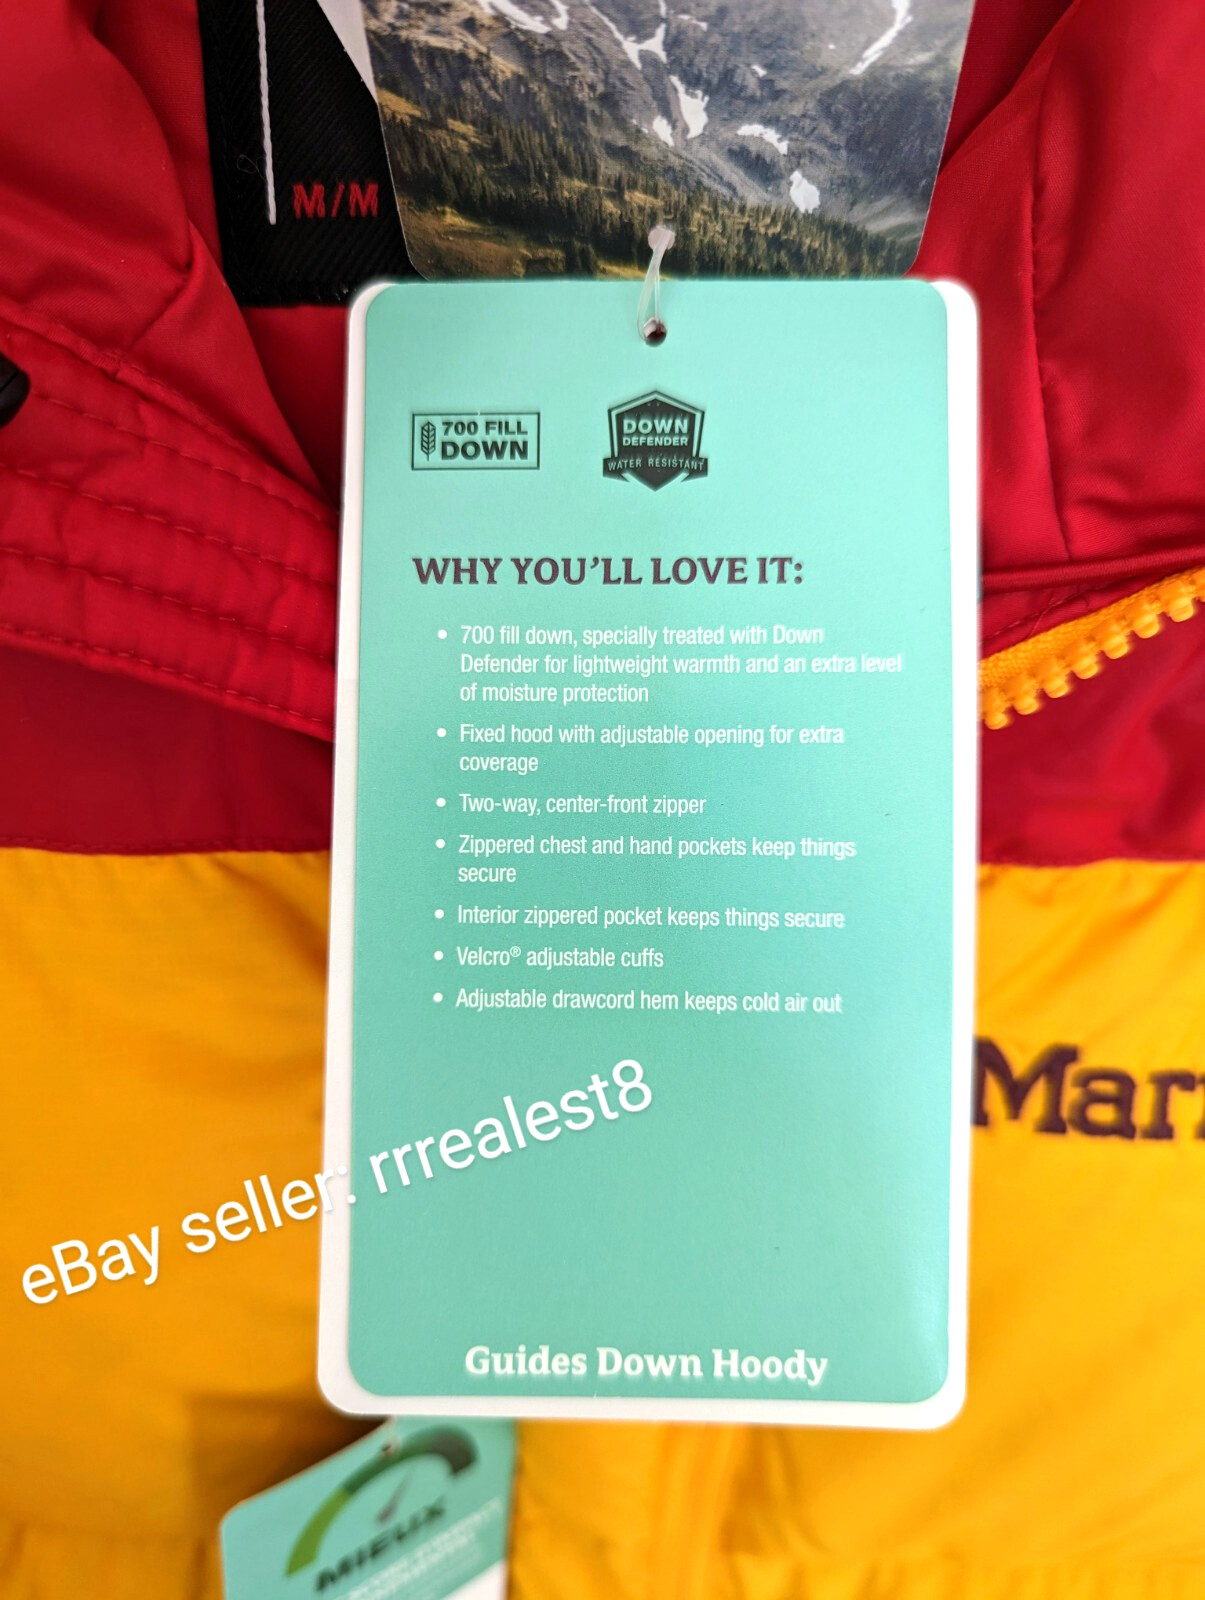 M/M
700 FILL
DOWN
DOWN
DEFENDER
WATER RESISTANT
WHY YOU'LL LOVE IT:
• 700 fill down, specially treated with Down
Defender for lightweight warmth and an extra level
of moisture protection
• Fixed hood with adjustable opening for extra
coverage
• Two-way, center-front zipper
• Zippered chest and hand pockets keep things
secure
• Interior zippered pocket keeps things secure
• Velcro® adjustable cuffs
• Adjustable drawcord hem keeps cold air out
Mar
eBay seller: rrrealest8
Guides Down Hoody